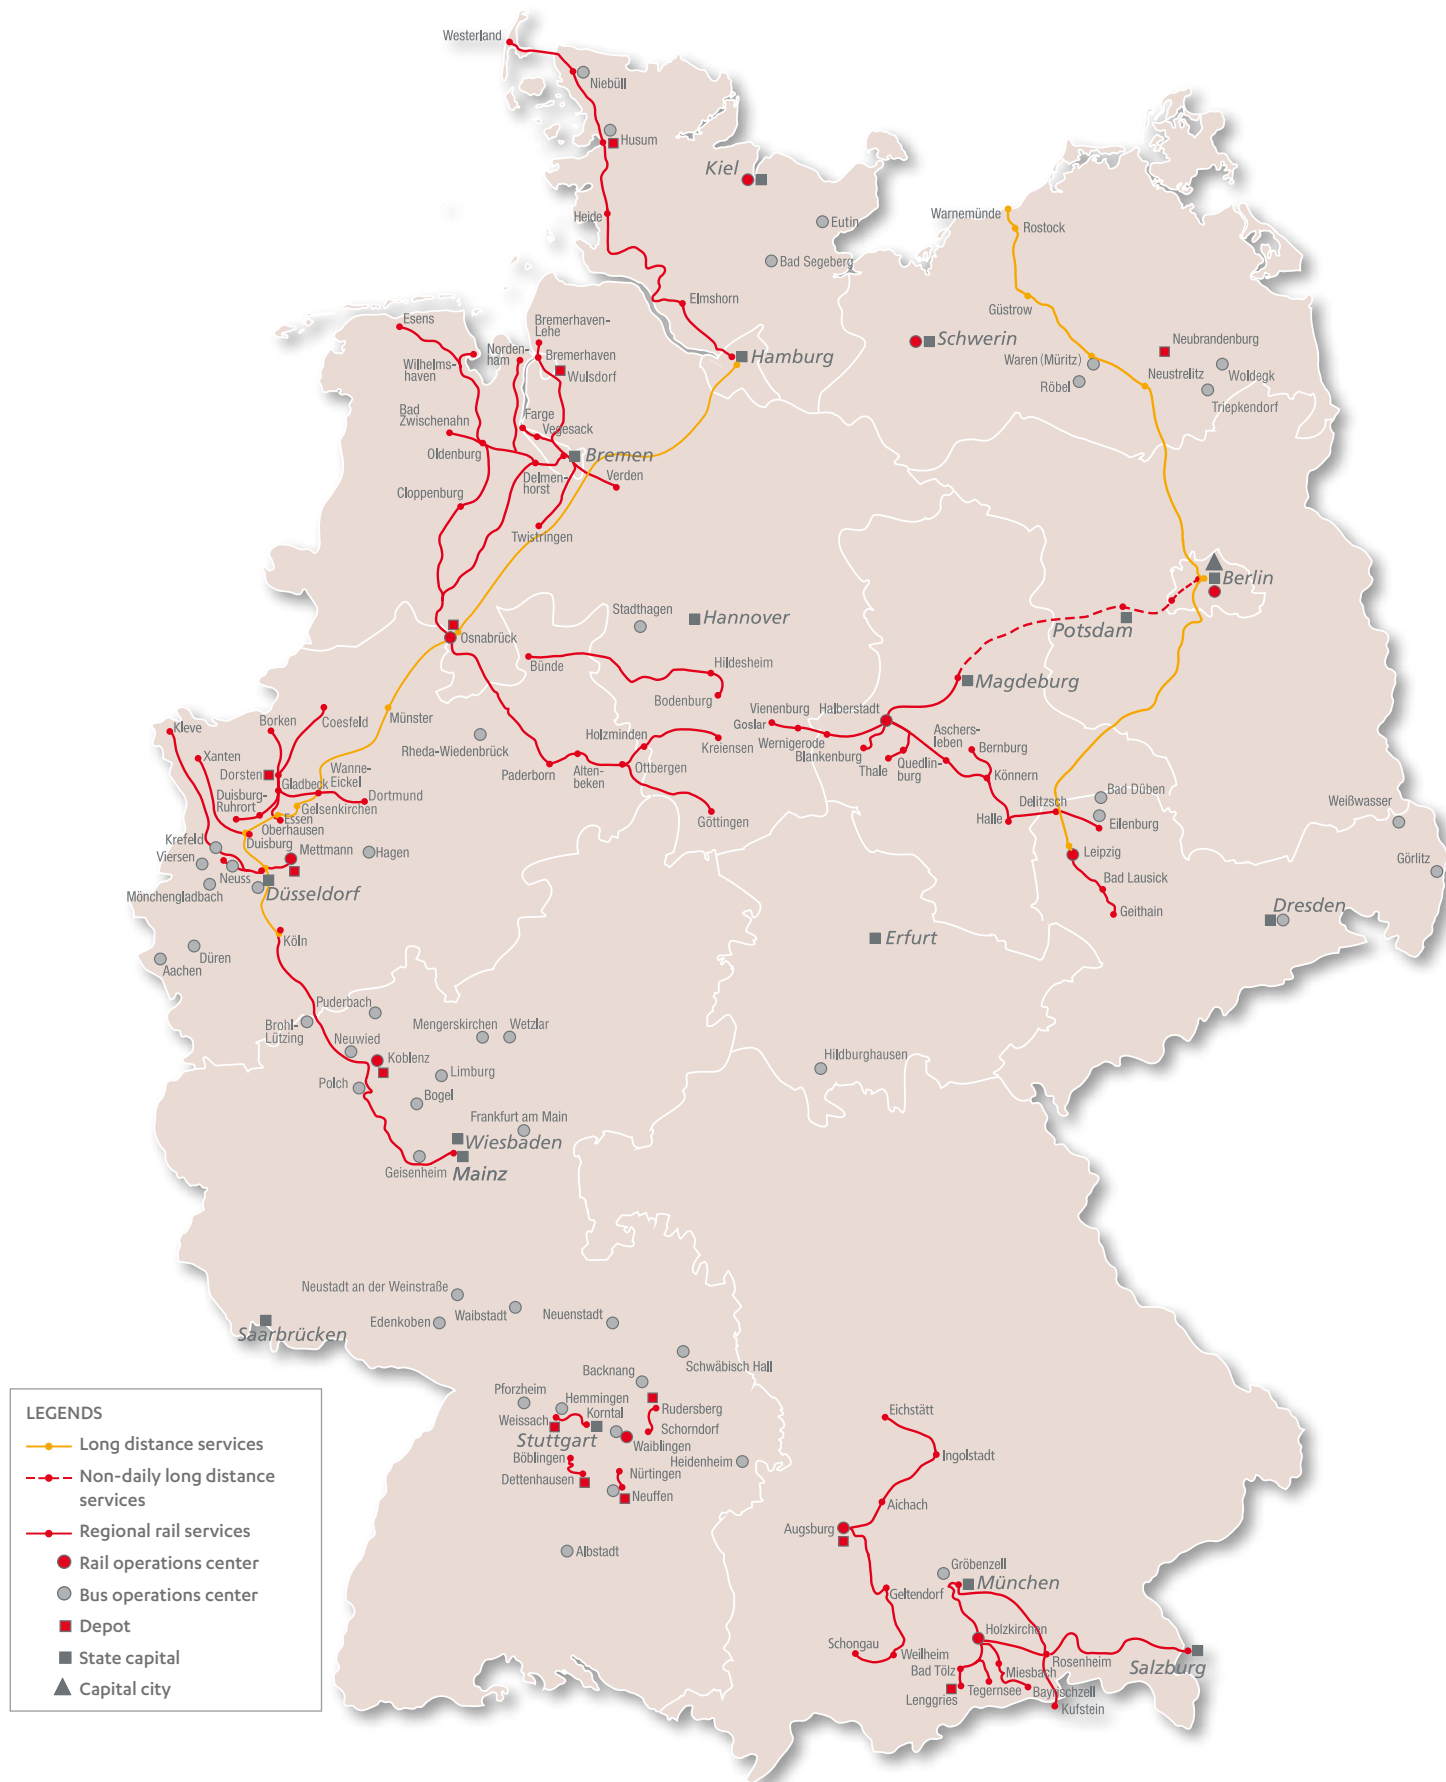 Westerland
Niebüll
Husum
Kiel
Heide
Eutin
Bad Segeberg
Warnemünde
Rostock
Elmshorn
Güstrow
Esens
Bremerhaven-
Lehe
Hamburg
Schwerin
Neubrandenburg
Wilhelms-
haven
Norden-
ham
Bremerhaven
Wulsdorf
Waren (Müritz)
Röbel
Neustrelitz
Woldegk
Triepkendorf
Bad
Zwischenahn
Farge
Vegesack
Oldenburg
Bremen
Delmen-
horst
Verden
Cloppenburg
Twistringen
Berlin
Stadthagen
Hannover
Potsdam
Osnabrück
Bünde
Hildesheim
Bodenburg
Magdeburg
Kleve
Borken
Coesfeld
Münster
Rheda-Wiedenbrück
Holzminden
Kreiensen
Vienenburg
Goslar
Halberstadt
Wernigerode
Blankenburg
Thale
Quedlin-
burg
Aschers-
leben
Bernburg
Könnern
Xanten
Dorsten
Gladbeck
Wanne-
Eickel
Dortmund
Paderborn
Alten-
beken
Ottbergen
Göttingen
Duisburg-
Ruhrort
Gelsenkirchen
Essen
Oberhausen
Duisburg
Halle
Delitzsch
Bad Düben
Eilenburg
Weißwasser
Krefeld
Viersen
Mettmann
Hagen
Neuss
Mönchengladbach
Düsseldorf
Leipzig
Bad Lausick
Geithain
Görlitz
Dresden
Köln
Düren
Aachen
Erfurt
Puderbach
Brohl-
Lützing
Neuwied
Mengerskirchen
Wetzlar
Koblenz
Limburg
Polch
Bogel
Hildburghausen
Frankfurt am Main
Wiesbaden
Geisenheim
Mainz
Neustadt an der Weinstraße
Waibstadt
Edenkoben
Neuenstadt
Saarbrücken
Schwäbisch Hall
Backnang
Pforzheim
Hemmingen
Weissach
Korntal
Rudersberg
Schorndorf
Stuttgart
Waiblingen
Böblingen
Dettenhausen
Nürtingen
Neuffen
Heidenheim
Albstadt
Eichstätt
Ingolstadt
Aichach
Augsburg
Gröbenzell
München
Geltendorf
Holzkirchen
Schongau
Weilheim
Bad Tölz
Lenggries
Tegernsee
Miesbach
Bayrischzell
Rosenheim
Kufstein
Salzburg
LEGENDS
Long distance services
Non-daily long distance
services
Regional rail services
Rail operations center
Bus operations center
Depot
State capital
Capital city